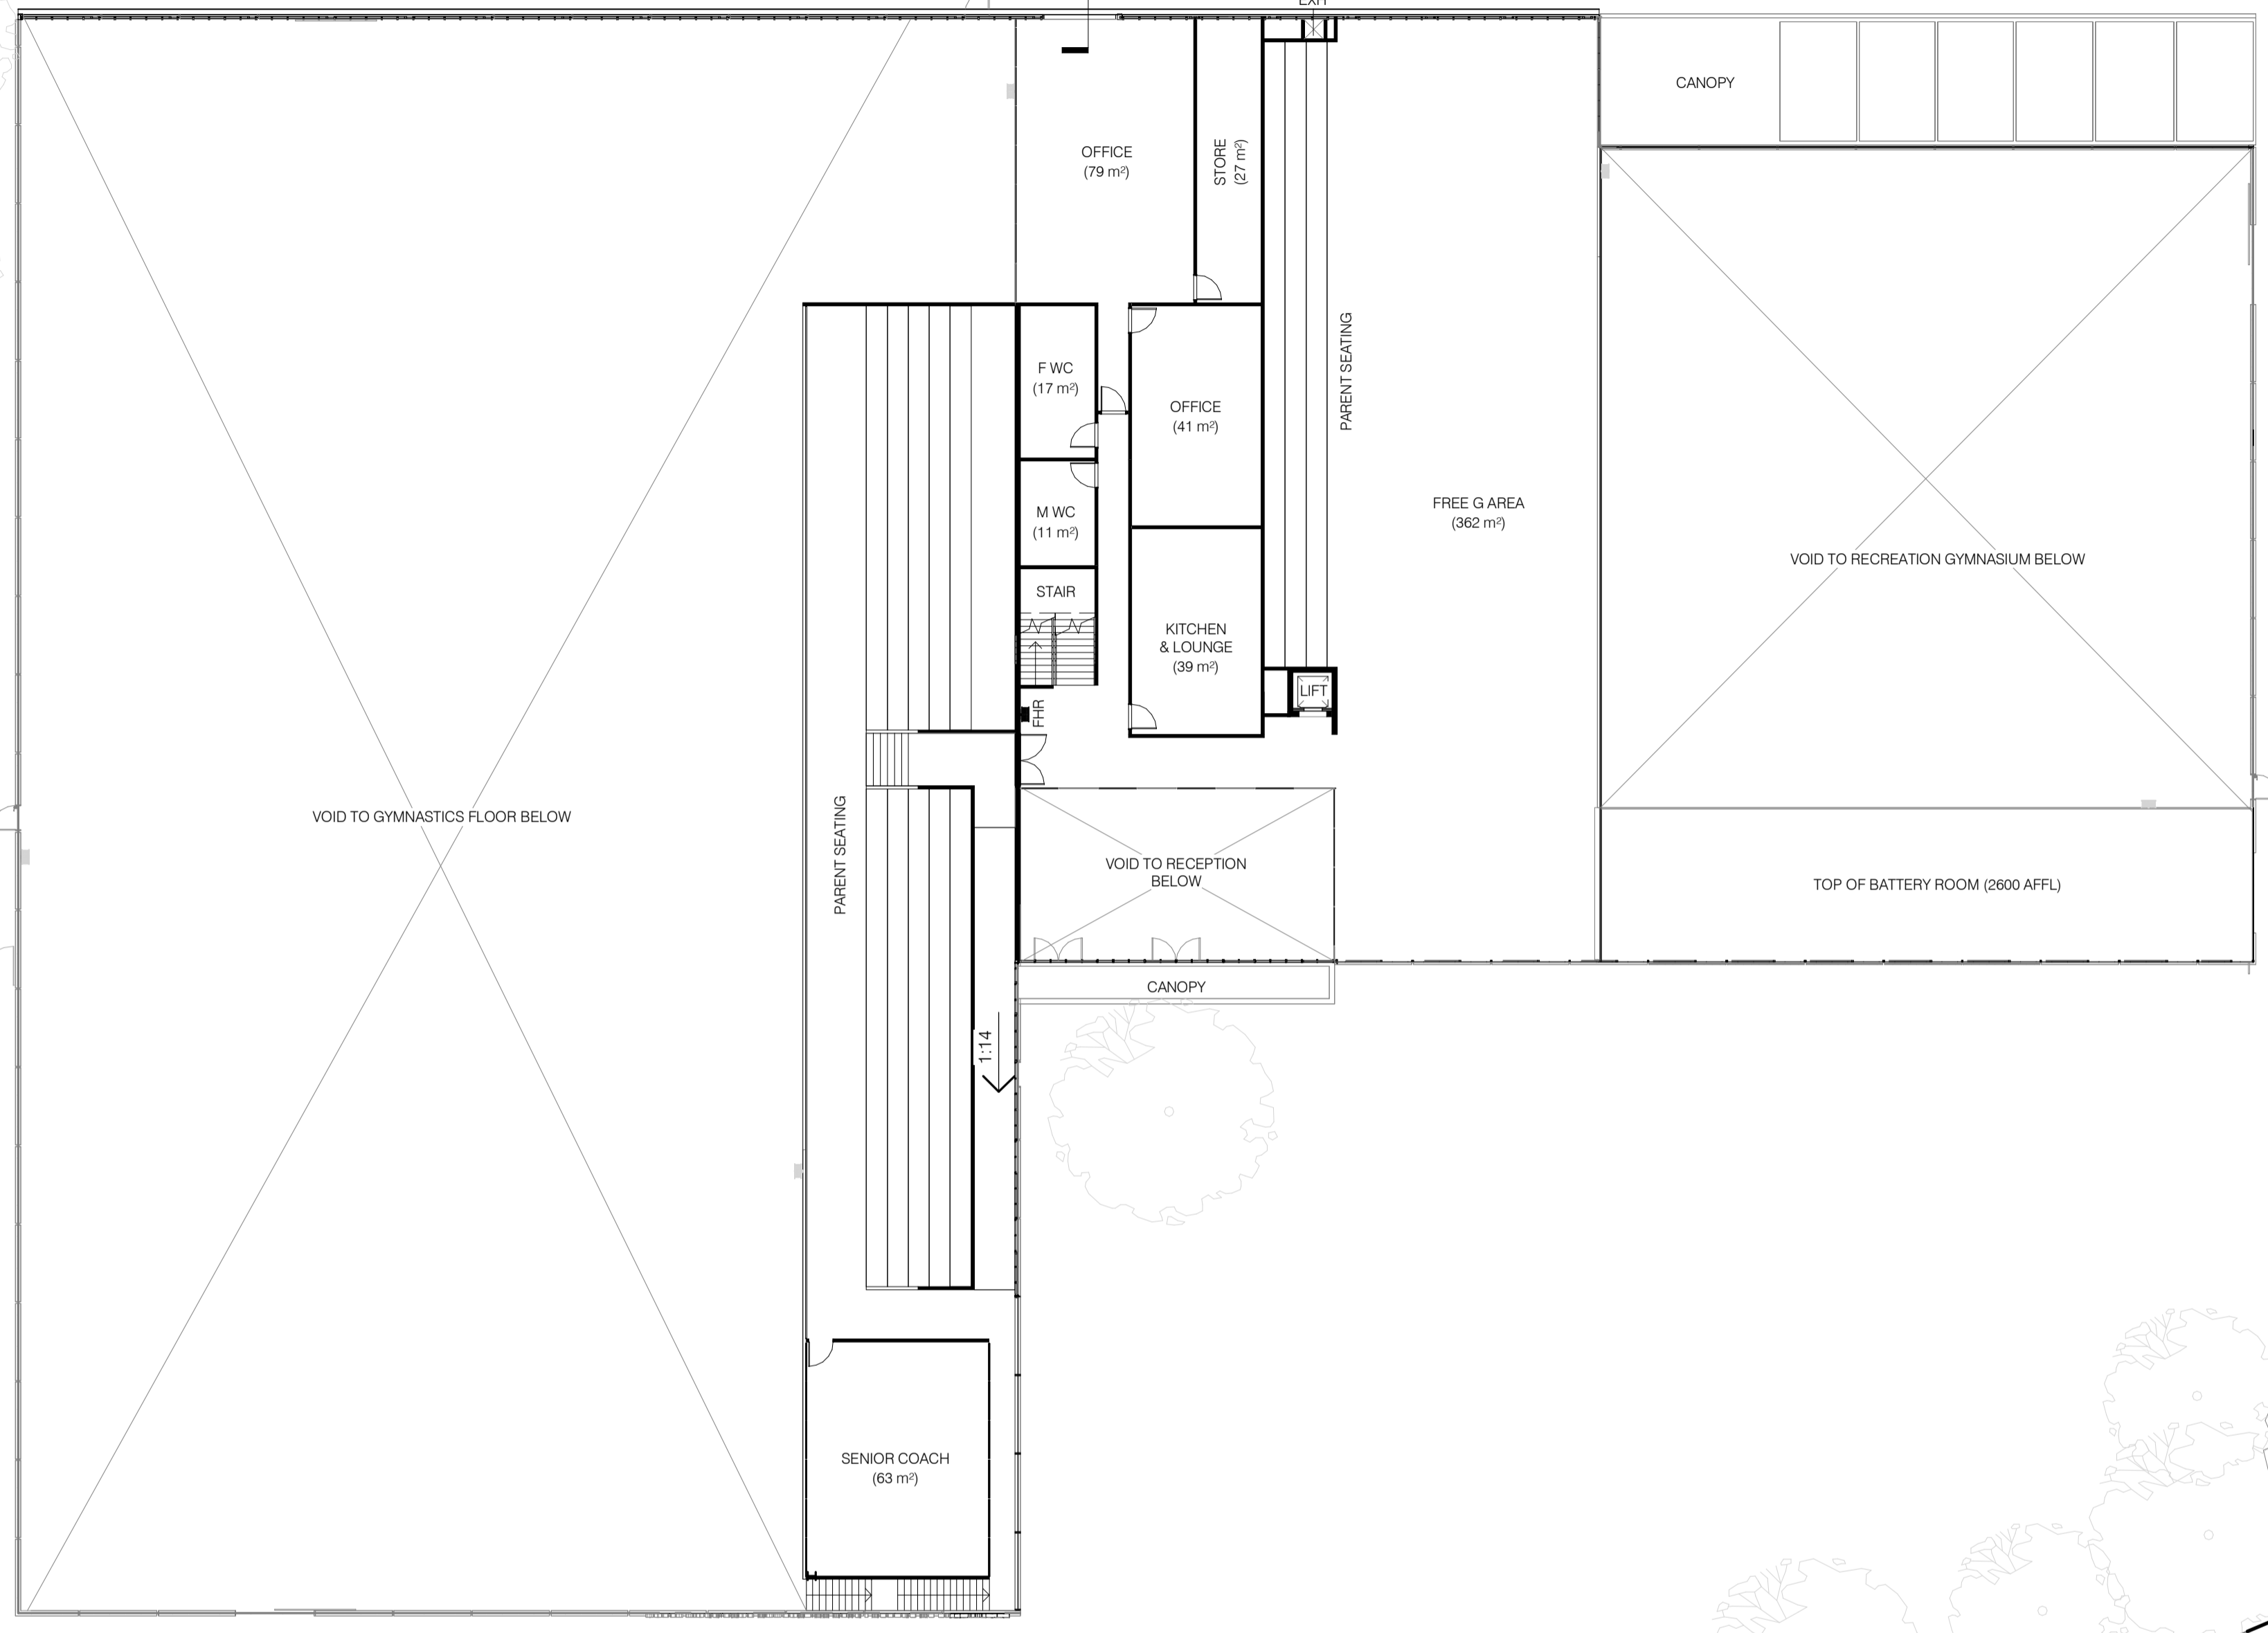 EXIT
CANOPY
OFFICE
(79 m²)
STORE
(27 m²)
PARENT SEATING
F WC
(17 m²)
OFFICE
(41 m²)
M WC
(11 m²)
FREE G AREA
(362 m²)
VOID TO RECREATION GYMNASIUM BELOW
STAIR
KITCHEN
& LOUNGE
(39 m²)
LIFT
FHR
VOID TO GYMNASTICS FLOOR BELOW
PARENT SEATING
VOID TO RECEPTION
BELOW
TOP OF BATTERY ROOM (2600 AFFL)
CANOPY
1:14
SENIOR COACH
(63 m²)